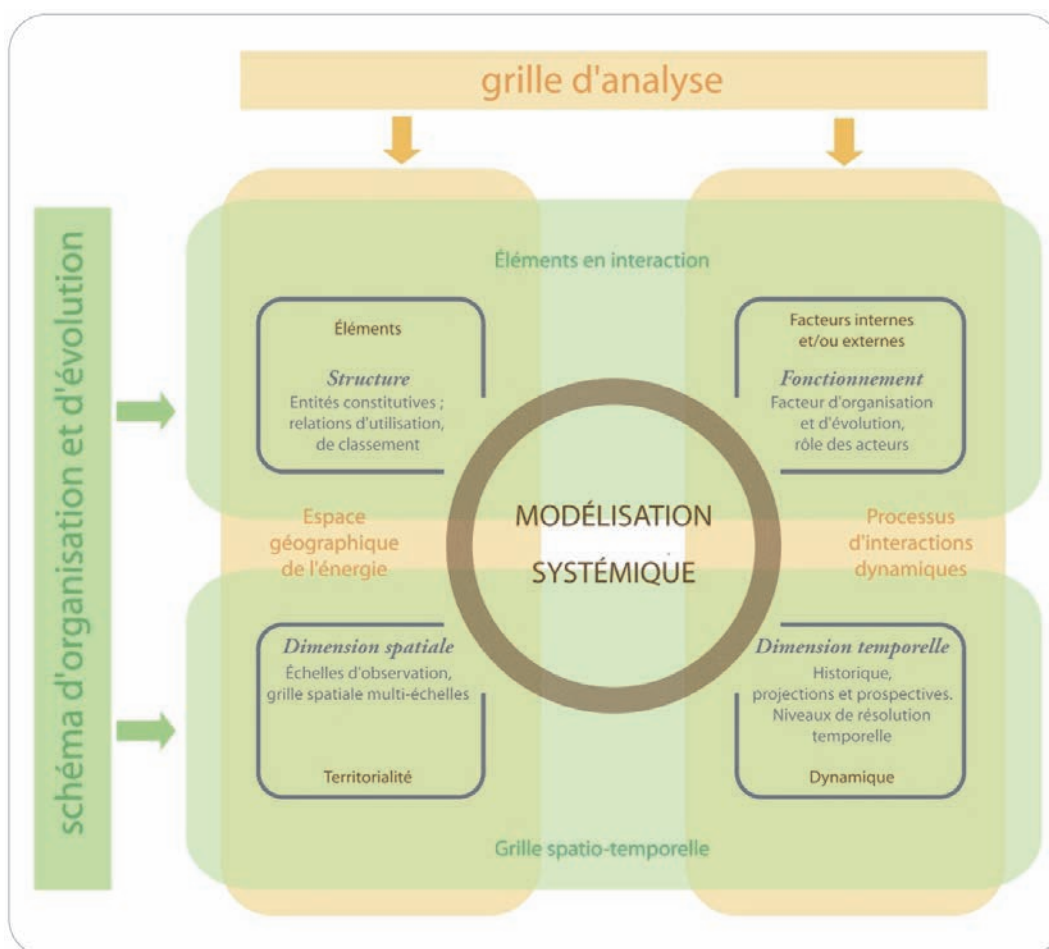 grille d'analyse
schéma d'organisation et d'évolution
Éléments en interaction
Éléments
Structure
Entités constitutives ;
relations d'utilisation,
de classement
Facteurs internes
et/ou externes
Fonctionnement
Facteur d'organisation
et d'évolution,
rôle des acteurs
Espace
géographique
de l'énergie
MODÉLISATION
SYSTÉMIQUE
Processus
d'interactions
dynamiques
Dimension spatiale
Échelles d'observation,
grille spatiale multi-échelles
Territorialité
Dimension temporelle
Historique,
projections et prospectives.
Niveaux de résolution
temporelle
Dynamique
Grille spatio-temporelle